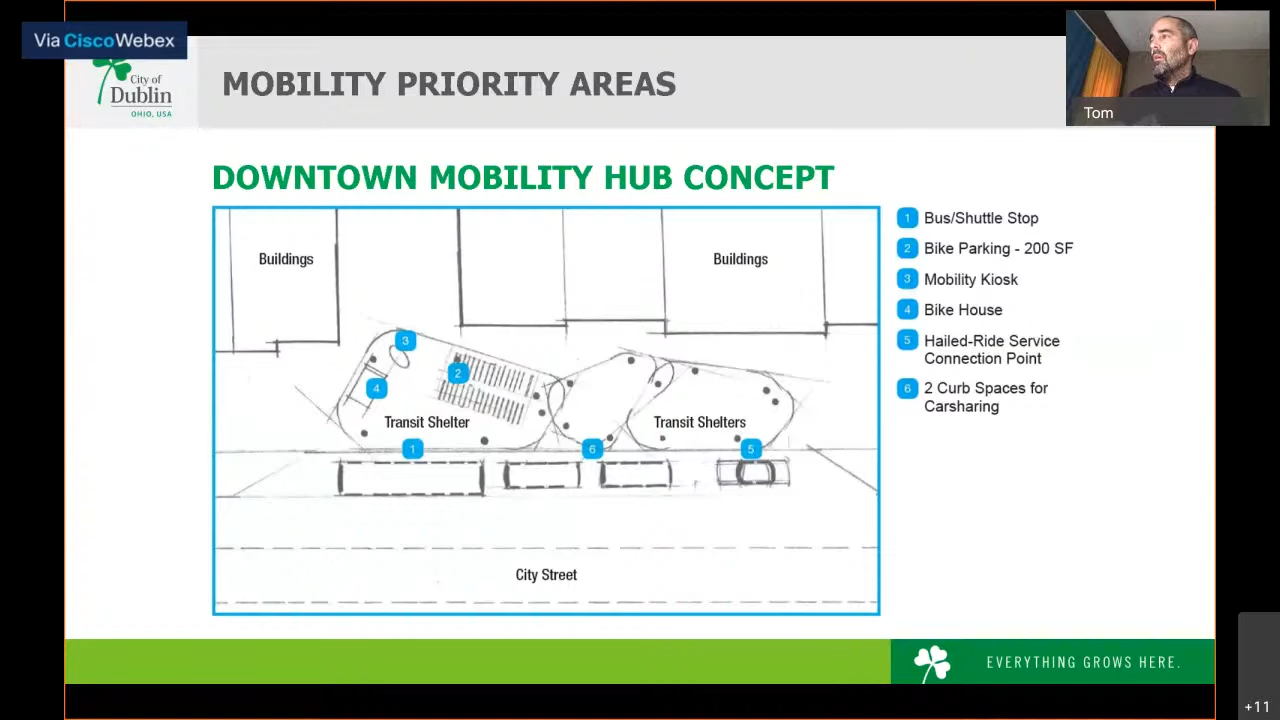 Via CiscoWebex
City of
Dublin
OHIO, USA
MOBILITY PRIORITY AREAS
Tom
DOWNTOWN MOBILITY HUB CONCEPT
Buildings
Buildings
3
2
4
Transit Shelter
Transit Shelters
1
6
5
City Street
1 Bus/Shuttle Stop
2 Bike Parking - 200 SF
3 Mobility Kiosk
4 Bike House
5 Hailed-Ride Service
Connection Point
6 2 Curb Spaces for
Carsharing
EVERYTHING GROWS HERE.
+11